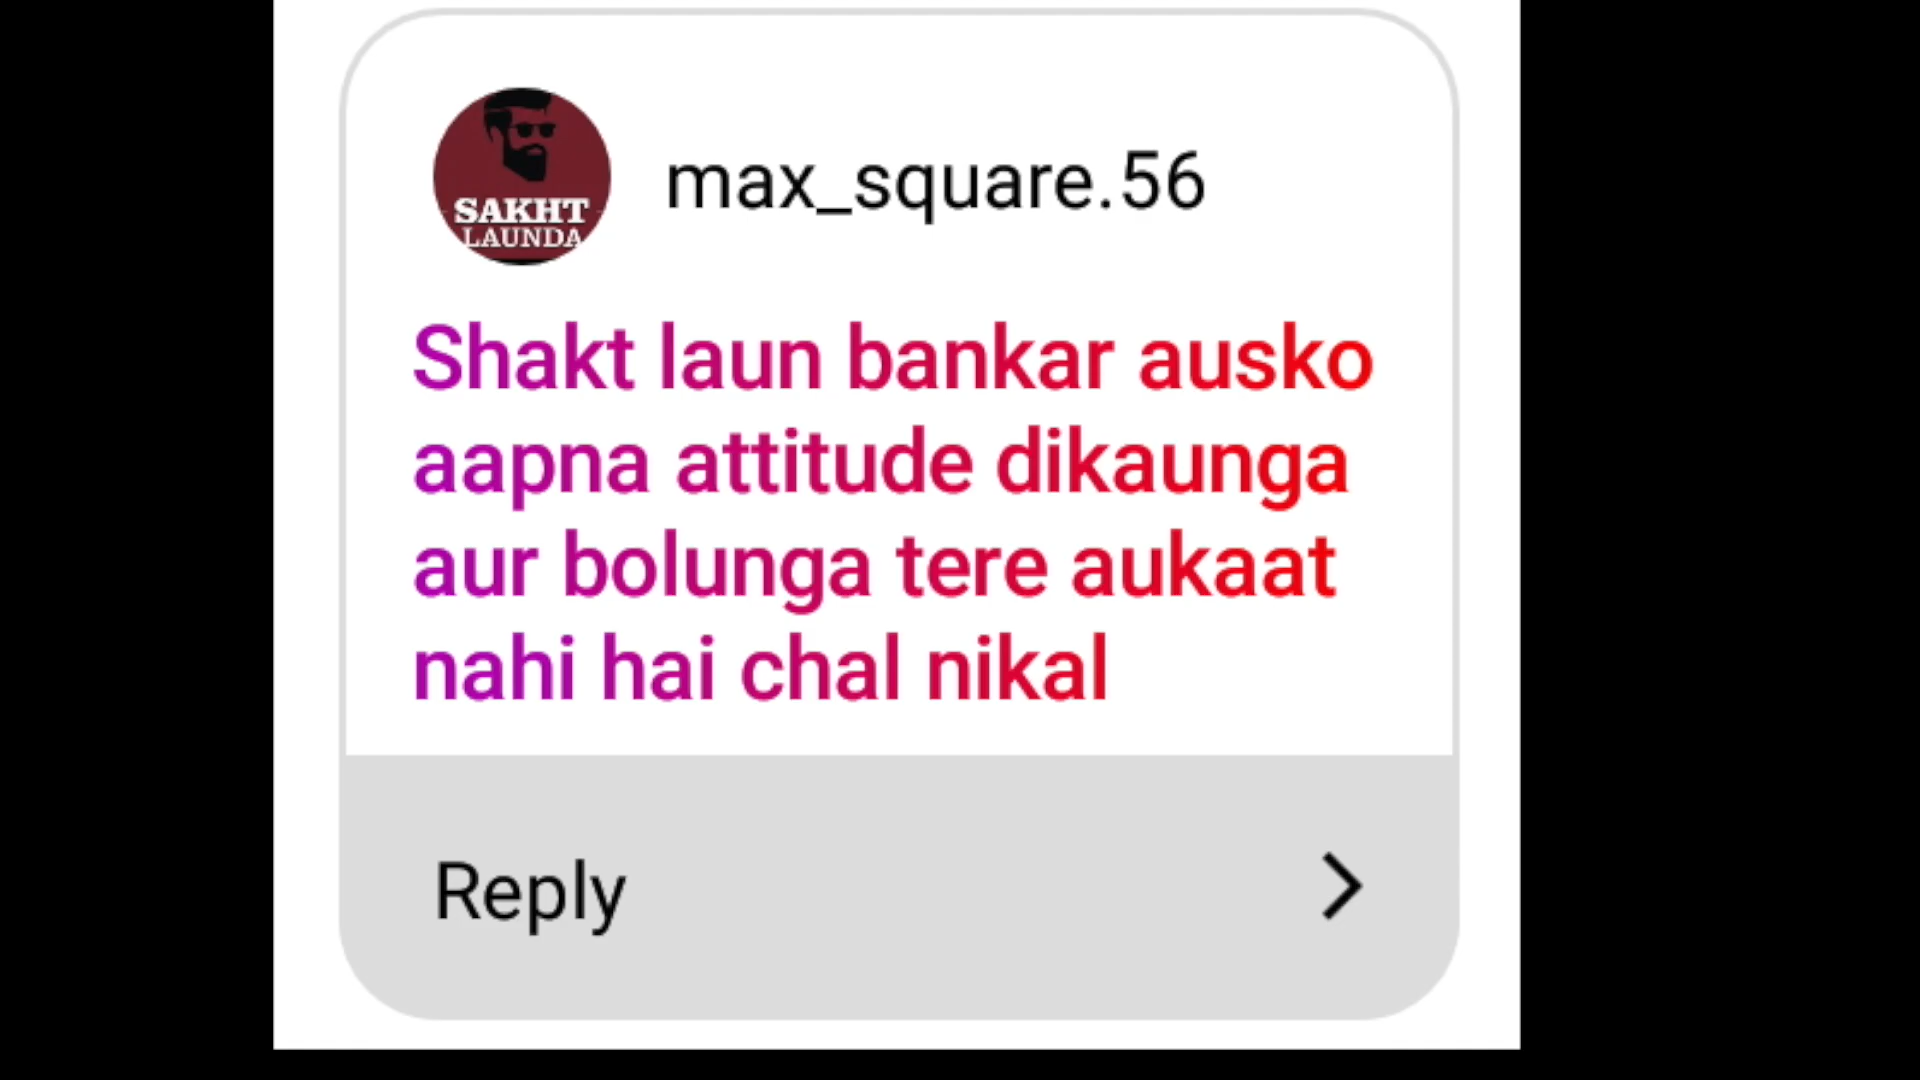 SAKHT
LAUNDA
max_square.56
Shakt laun bankar ausko
aapna attitude dikaunga
aur bolunga tere aukaat
nahi hai chal nikal
Reply